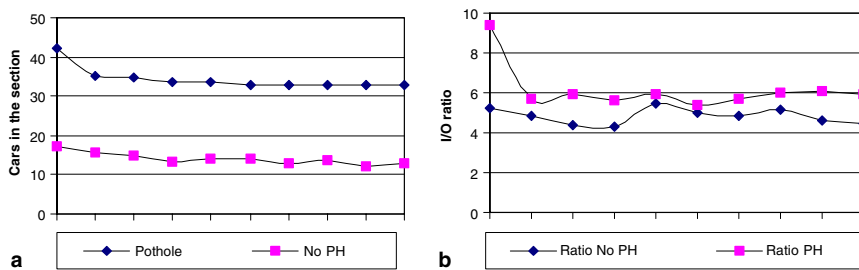 Cars in the section
50
40
30
20
10
0
Pothole
No PH
a
I/O ratio
10
8
6
4
2
0
Ratio No PH
Ratio PH
b